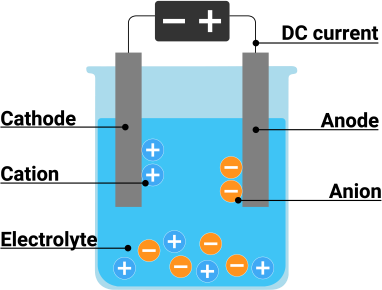 DC current
Cathode
Anode
Cation
Anion
Electrolyte